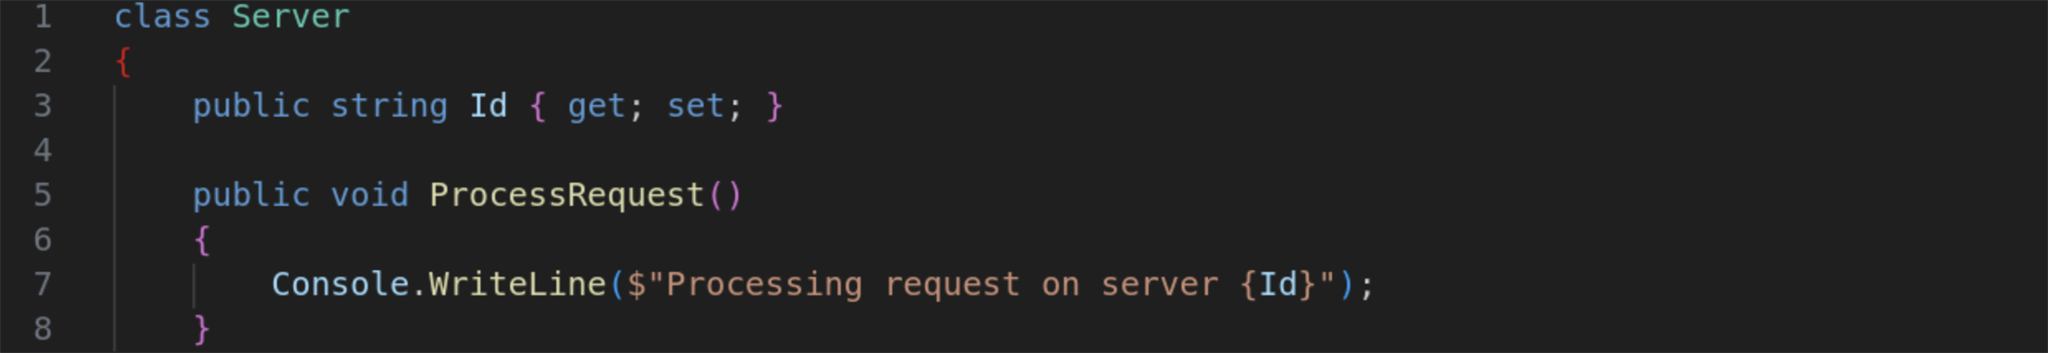 1 class Server
2 {
3     public string Id { get; set; }
4
5     public void ProcessRequest()
6     {
7         Console.WriteLine($"Processing request on server {Id}");
8     }